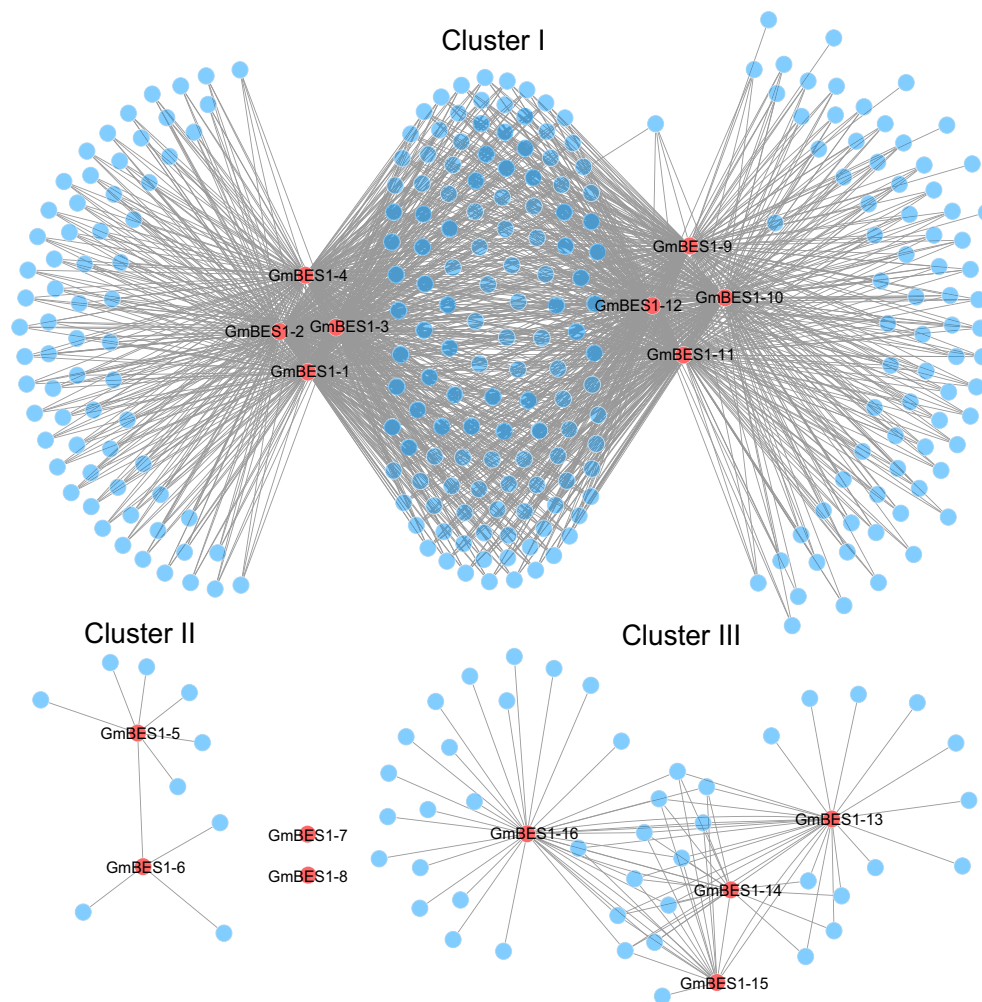 Cluster I
GmBES1-9
GmBES1-4
GmBES1-10
GmBES1-12
GmBES1-3
GmBES1-2
GmBES1-11
GmBES1-1
Cluster II
Cluster III
GmBES1-5
GmBES1-13
GmBES1-7
GmBES1-16
GmBES1-6
GmBES1-8
GmBES1-14
GmBES1-15